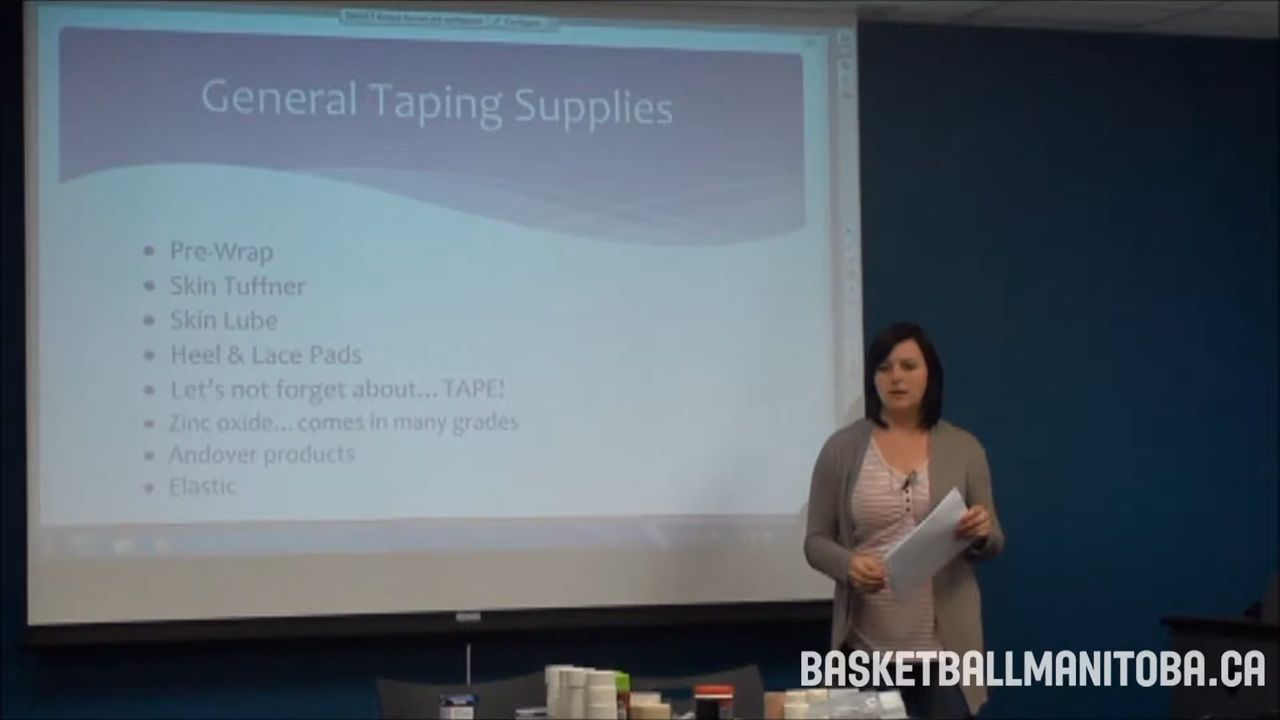 General Taping Supplies
• Pre-Wrap
• Skin Tuffner
• Skin Lube
• Heel & Lace Pads
• Let's not forget about... TAPE!
• Zinc oxide... comes in many grades
• Andover products
• Elastic
BASKETBALLMANITOBA.CA